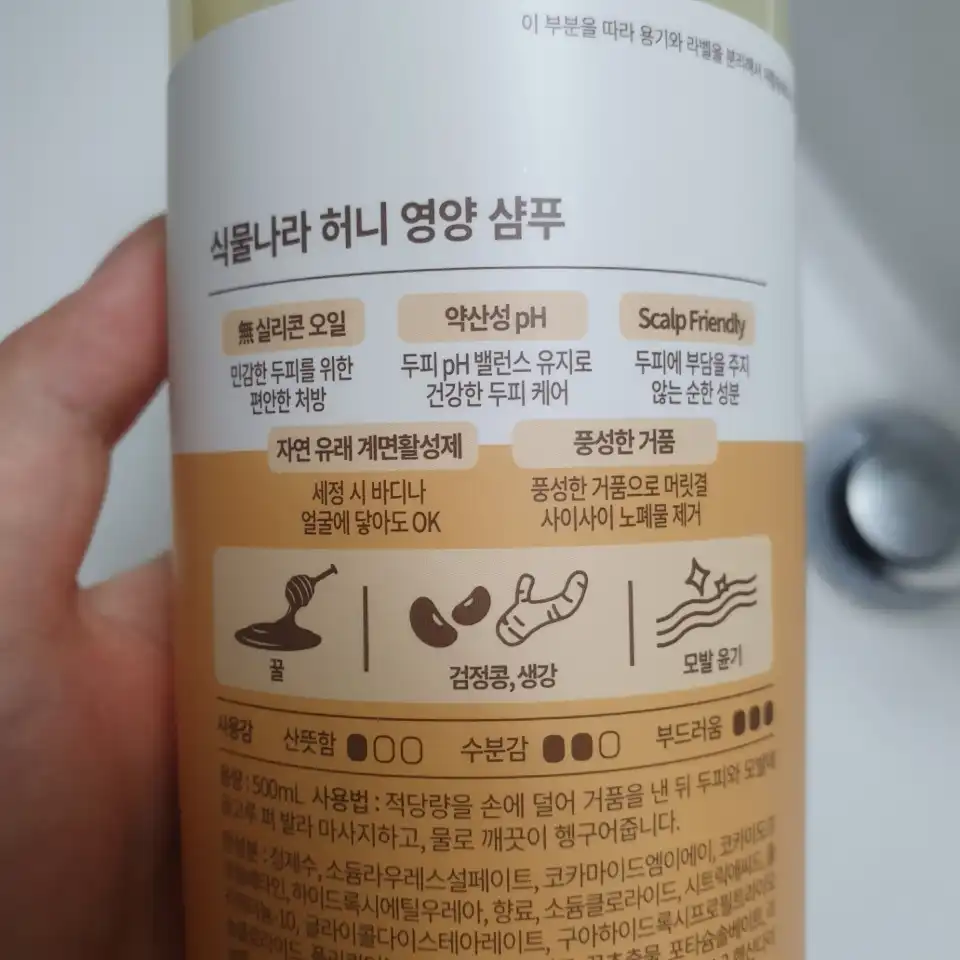 이 부분을 따라 용기와 라벨을 분리해서
식물나라 허니 영양 샴푸
無 실리콘 오일
민감한 두피를 위한
편안한 처방
약산성 pH
두피 pH 밸런스 유지로
건강한 두피 케어
Scalp Friendly
두피에 부담을 주지
않는 순한 성분
자연 유래 계면활성제
세정 시 바디나
얼굴에 닿아도 OK
풍성한 거품
풍성한 거품으로 머릿결
사이사이 노폐물 제거
꿀
검정콩, 생강
모발 윤기
사용감 산뜻함 수분감 부드러움
용량 : 500mL 사용법 : 적당량을 손에 덜어 거품을 낸 뒤 두피와 모발에
골고루 펴 발라 마사지하고, 물로 깨끗이 헹구어줍니다.
전성분 : 정제수, 소듐라우레스설페이트, 코카마이드엠이에이, 코카미도프
하이드록시에틸우레아, 향료, 소듐클로라이드, 시트릭애씨드,
글라이콜다이스테아레이트, 구아하이드록시프로필트라이모
포타슘솔베이트,